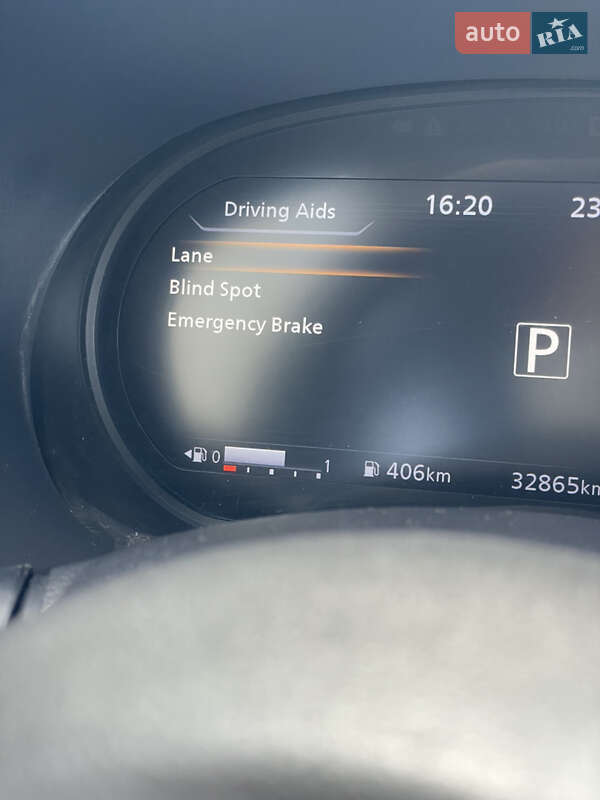 auto RIA
.com
Driving Aids 16:20 23
Lane
Blind Spot
Emergency Brake
P
0 1 406km 32865km